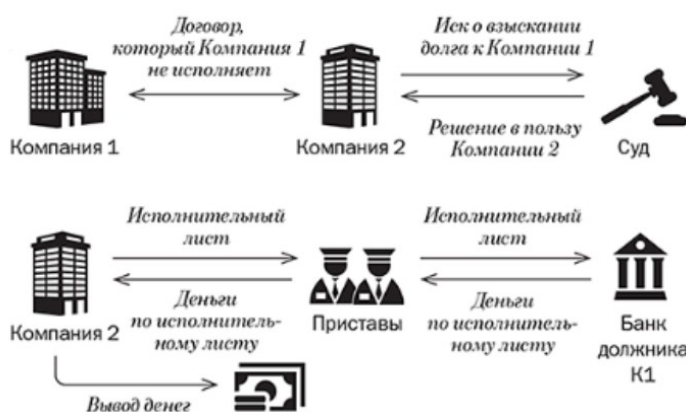 Договор,
который Компания 1
не исполняет
Иск о взыскании
долга к Компании 1
Решение в пользу
Компании 2
Компания 1
Компания 2
Суд
Исполнительный
лист
Исполнительный
лист
Деньги
по исполнитель-
ному листу
Деньги
по исполнитель-
ному листу
Компания 2
Приставы
Банк
должника
К1
Вывод денег